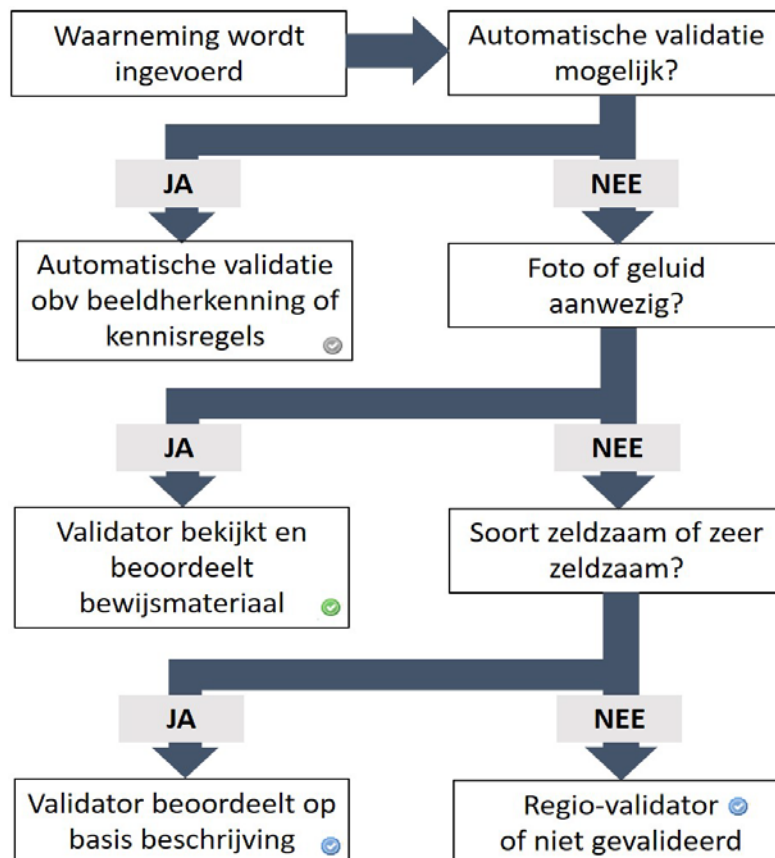 Waarneming wordt
ingevoerd
Automatische validatie
mogelijk?
JA
NEE
Automatische validatie
obv beeldherkenning of
kennisregels
Foto of geluid
aanwezig?
JA
NEE
Validator bekijkt en
beoordeelt
bewijsmateriaal
Soort zeldzaam of zeer
zeldzaam?
JA
NEE
Validator beoordeelt op
basis beschrijving
Regio-validator
of niet gevalideerd